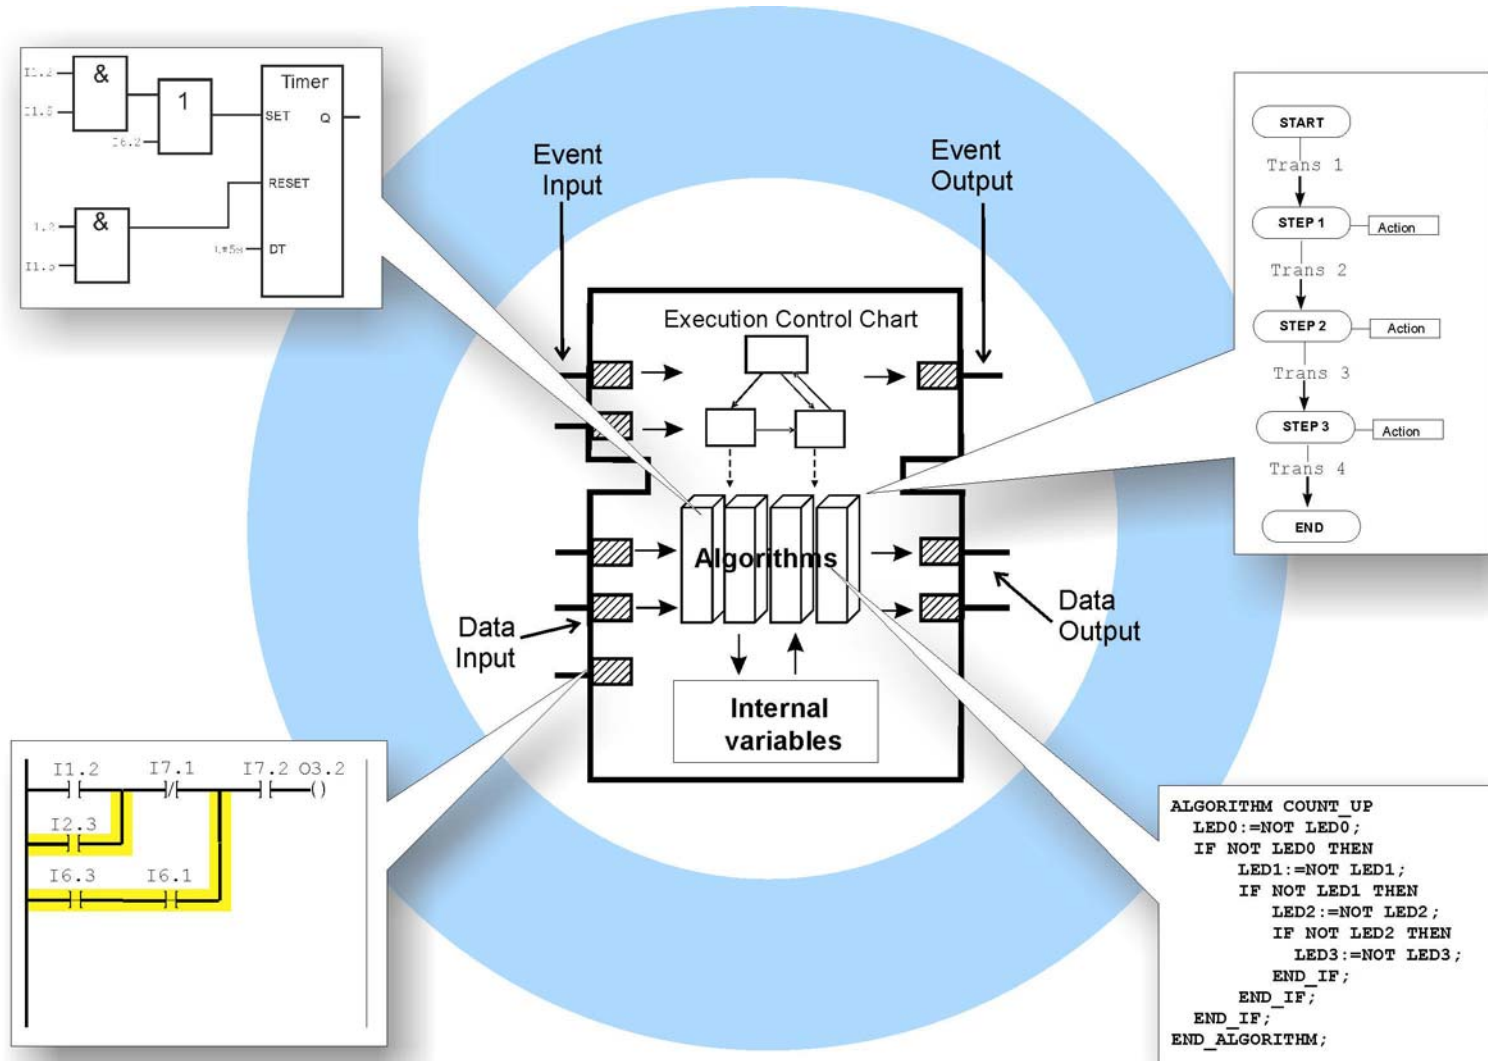 &
1
Timer
SET
Q
I6.2
RESET
&
DT
Event
Input
Event
Output
START
Trans 1
STEP 1
Action
Trans 2
STEP 2
Action
Trans 3
STEP 3
Action
Trans 4
END
Execution Control Chart
Algorithms
Data
Input
Data
Output
Internal
variables
I1.2
I7.1
I7.2
O3.2
I2.3
I6.3
I6.1
ALGORITHM COUNT_UP
LED0:=NOT LED0;
IF NOT LED0 THEN
LED1:=NOT LED1;
IF NOT LED1 THEN
LED2:=NOT LED2;
IF NOT LED2 THEN
LED3:=NOT LED3;
END_IF;
END_IF;
END_IF;
END_ALGORITHM;